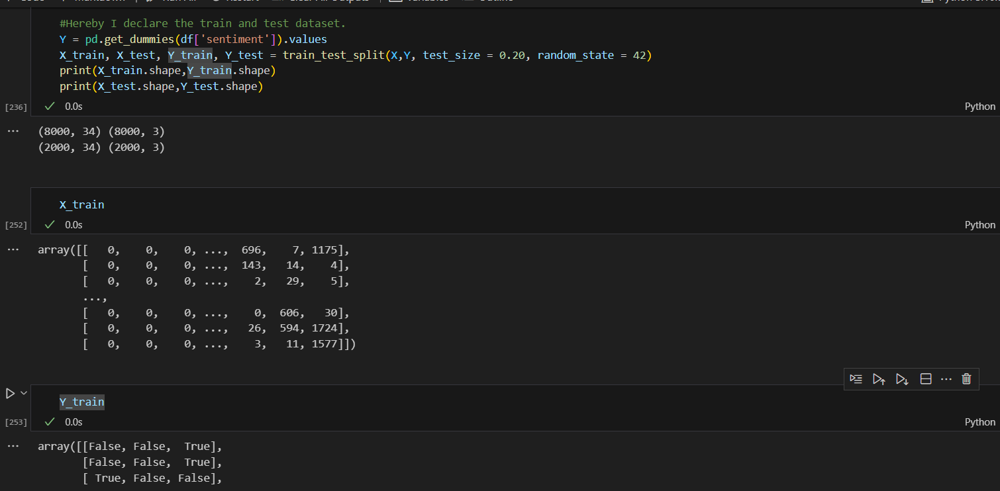 #Hereby I declare the train and test dataset.
Y = pd.get_dummies(df['sentiment']).values
X_train, X_test, Y_train, Y_test = train_test_split(X,Y, test_size = 0.20, random_state = 42)
print(X_train.shape,Y_train.shape)
print(X_test.shape,Y_test.shape)
[236] 0.0s Python
... (8000, 34) (8000, 3)
(2000, 34) (2000, 3)
X_train
[252] 0.0s Python
... array([[   0,    0,    0, ...,  696,    7, 1175],
[   0,    0,    0, ...,  143,   14,    4],
[   0,    0,    0, ...,    2,   29,    5],
...,
[   0,    0,    0, ...,    0,  606,   30],
[   0,    0,    0, ...,   26,  594, 1724],
[   0,    0,    0, ...,    3,   11, 1577]])
Y_train
[253] 0.0s Python
... array([[False, False,  True],
[False, False,  True],
[ True, False, False],